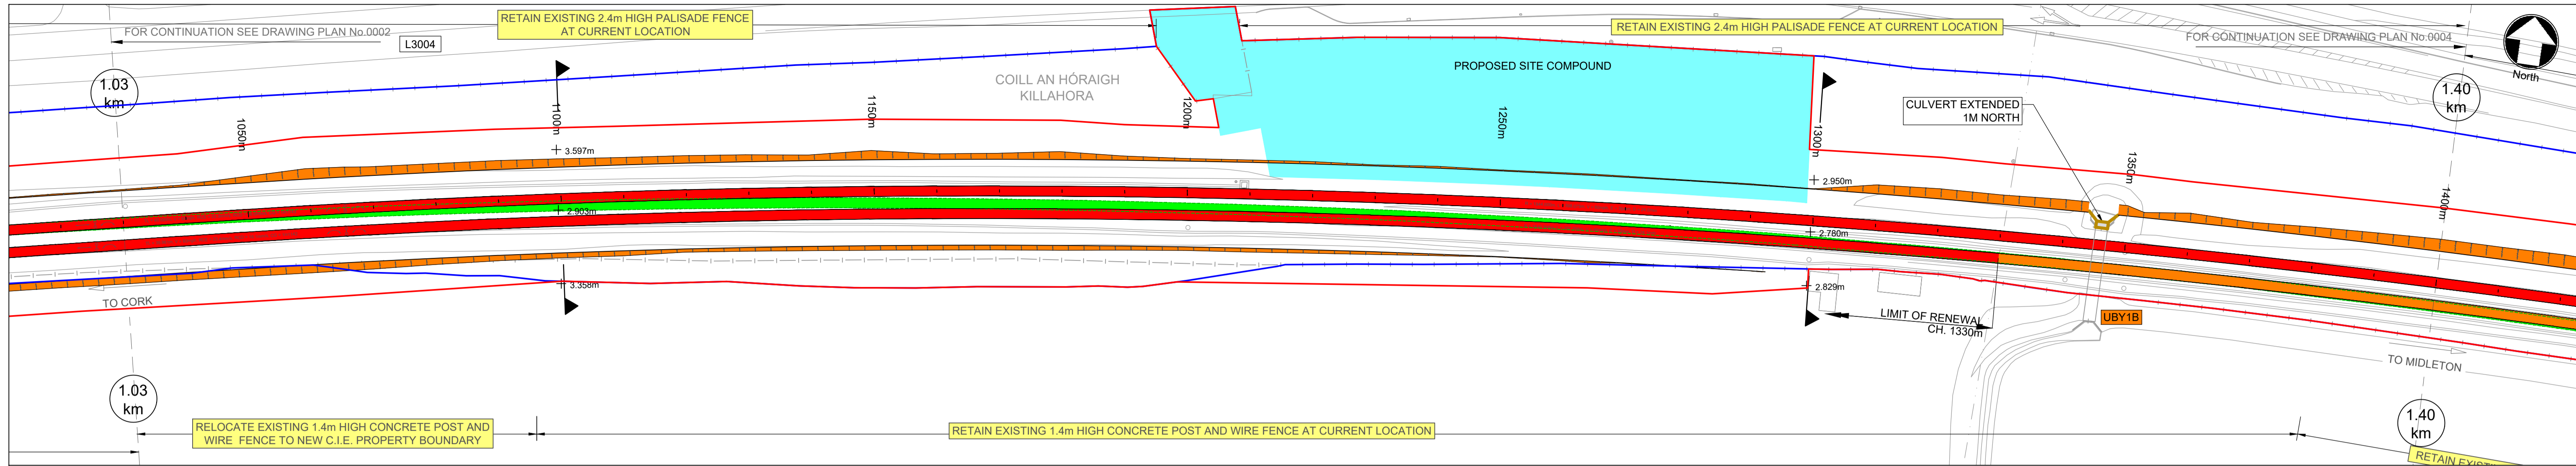 RETAIN EXISTING 2.4m HIGH PALISADE FENCE
AT CURRENT LOCATION
RETAIN EXISTING 2.4m HIGH PALISADE FENCE AT CURRENT LOCATION
FOR CONTINUATION SEE DRAWING PLAN No.0002
L3004
FOR CONTINUATION SEE DRAWING PLAN No.0004
North
1.03
km
COILL AN HÓRAIGH
KILLAHORA
PROPOSED SITE COMPOUND
1.40
km
CULVERT EXTENDED
1M NORTH
1050m
1100m
1150m
1200m
1250m
1300m
1350m
1400m
3.597m
2.950m
2.903m
2.780m
3.358m
2.829m
TO CORK
LIMIT OF RENEWAL
CH. 1330m
UBY1B
TO MIDLETON
1.03
km
1.40
km
RELOCATE EXISTING 1.4m HIGH CONCRETE POST AND
WIRE FENCE TO NEW C.I.E. PROPERTY BOUNDARY
RETAIN EXISTING 1.4m HIGH CONCRETE POST AND WIRE FENCE AT CURRENT LOCATION
RETAIN